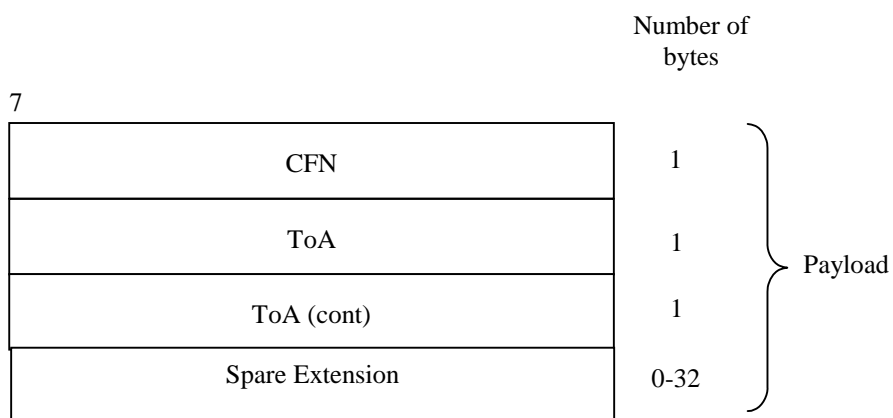 Number of
bytes
7
CFN 1
ToA 1
Payload
ToA (cont) 1
Spare Extension 0-32